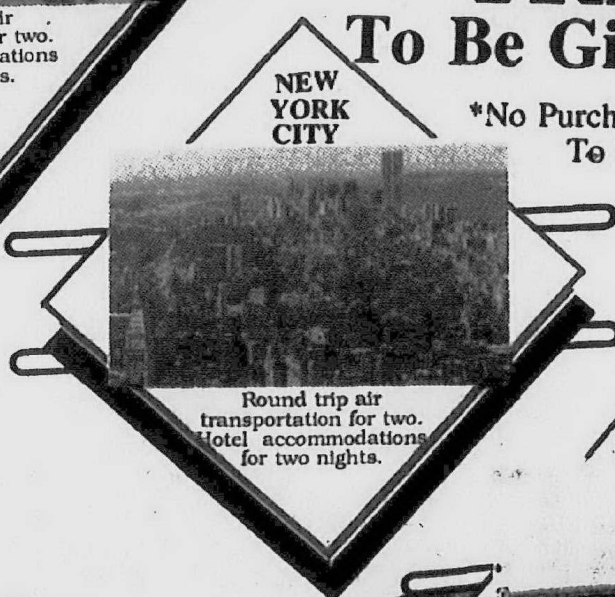 ir
r two.
ations
s.
To Be Gi
*No Purch
To
NEW
YORK
CITY
Round trip air
transportation for two.
Hotel accommodations
for two nights.